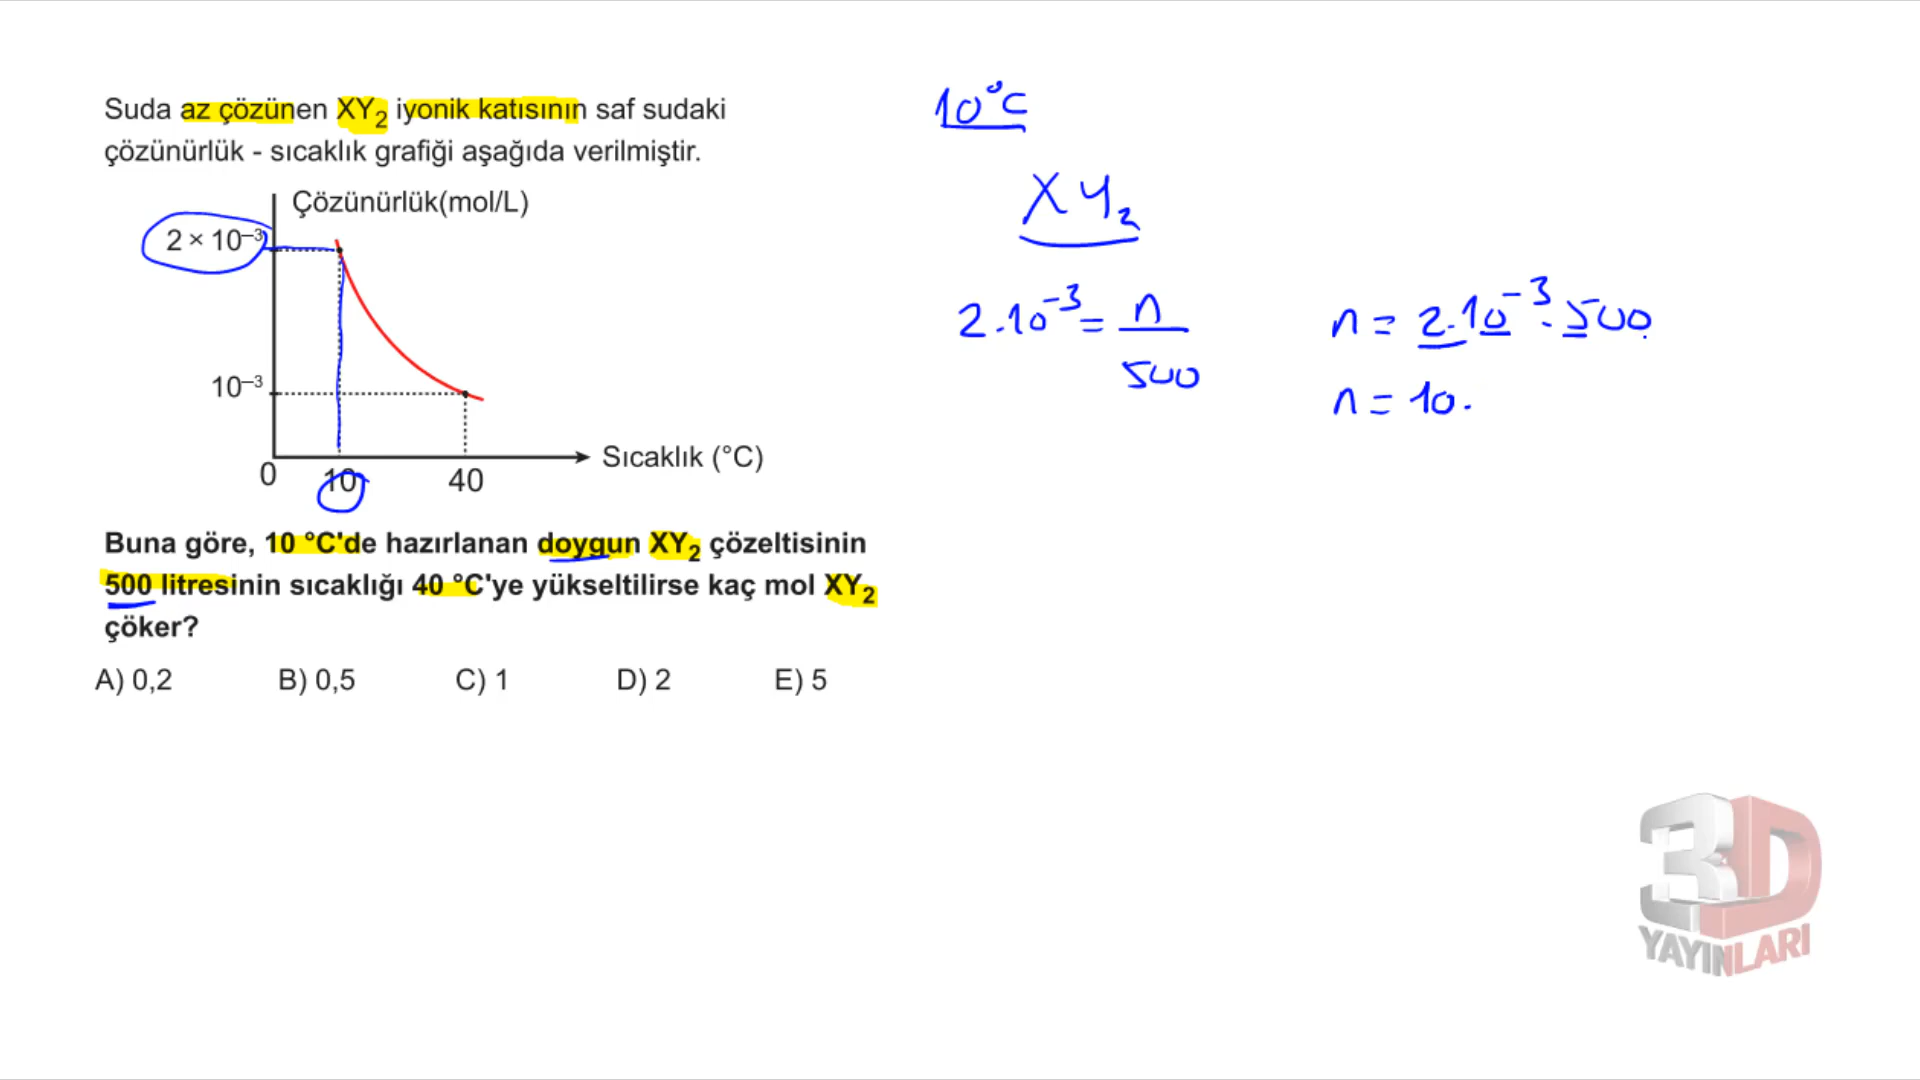 Suda az çözünen XY₂ iyonik katısının saf sudaki
çözünürlük - sıcaklık grafiği aşağıda verilmiştir.
Çözünürlük(mol/L)
2 × 10⁻³
10⁻³
0
10
40
Sıcaklık (°C)
Buna göre, 10 °C'de hazırlanan doygun XY₂ çözeltisinin
500 litresinin sıcaklığı 40 °C'ye yükseltilirse kaç mol XY₂
çöker?
A) 0,2 B) 0,5 C) 1 D) 2 E) 5
10°C
XY₂
2.10⁻³ = n/500
n = 2.10⁻³.500
n = 10.
3D
YAYINLARI